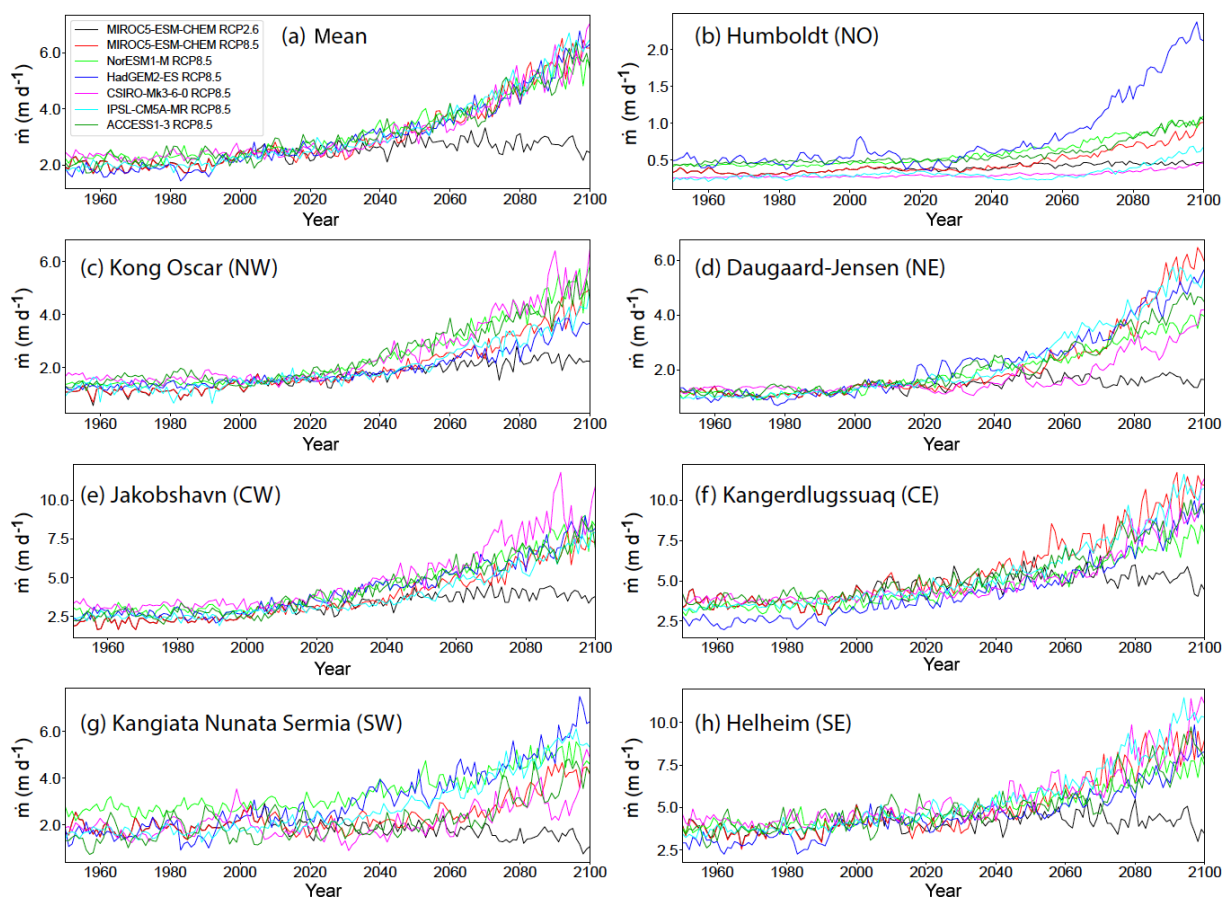 (a) Mean
MIROC5-ESM-CHEM RCP2.6
MIROC5-ESM-CHEM RCP8.5
NorESM1-M RCP8.5
HadGEM2-ES RCP8.5
CSIRO-Mk3-6-0 RCP8.5
IPSL-CM5A-MR RCP8.5
ACCESS1-3 RCP8.5
ṁ (m d⁻¹)
6.0
4.0
2.0
1960 1980 2000 2020 2040 2060 2080 2100
Year
(b) Humboldt (NO)
ṁ (m d⁻¹)
2.0
1.5
1.0
0.5
1960 1980 2000 2020 2040 2060 2080 2100
Year
(c) Kong Oscar (NW)
ṁ (m d⁻¹)
6.0
4.0
2.0
1960 1980 2000 2020 2040 2060 2080 2100
Year
(d) Daugaard-Jensen (NE)
ṁ (m d⁻¹)
6.0
4.0
2.0
1960 1980 2000 2020 2040 2060 2080 2100
Year
(e) Jakobshavn (CW)
ṁ (m d⁻¹)
10.0
7.5
5.0
2.5
1960 1980 2000 2020 2040 2060 2080 2100
Year
(f) Kangerdlugssuaq (CE)
ṁ (m d⁻¹)
10.0
7.5
5.0
2.5
1960 1980 2000 2020 2040 2060 2080 2100
Year
(g) Kangiata Nunata Sermia (SW)
ṁ (m d⁻¹)
6.0
4.0
2.0
1960 1980 2000 2020 2040 2060 2080 2100
Year
(h) Helheim (SE)
ṁ (m d⁻¹)
10.0
7.5
5.0
2.5
1960 1980 2000 2020 2040 2060 2080 2100
Year